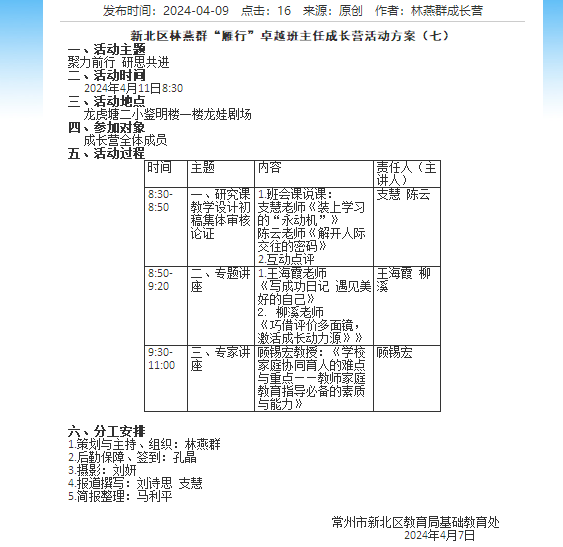 发布时间：2024-04-09 点击：16 来源：原创 作者：林燕群成长营
新北区林燕群“雁行”卓越班主任成长营活动方案（七）
一、活动主题
聚力前行 研思共进
二、活动时间
2024年4月11日8:30
三、活动地点
龙虎塘二小鉴明楼一楼龙娃剧场
四、参加对象
成长营全体成员
五、活动过程
时间
主题
内容
责任人（主
讲人）
8:30-
8:50
一、研究课
教学设计初
稿集体审核
论证
1.班会课说课：
支慧老师《装上学习
的“永动机”》
陈云老师《解开人际
交往的密码》
2.互动点评
支慧 陈云
8:50-
9:20
二、专题讲
座
1.王海霞老师
《写成功日记 遇见美
好的自己》
2. 柳溪老师
《巧借评价多面镜，
激活成长动力源》》
王海霞 柳
溪
9:30-
11:00
三、专家讲
座
顾锡宏教授：《学校
家庭协同育人的难点
与重点——教师家庭
教育指导必备的素质
与能力》
顾锡宏
六、分工安排
1.策划与主持、组织：林燕群
2.后勤保障、签到：孔晶
3.摄影：刘妍
4.报道撰写：刘诗思 支慧
5.简报整理：马利平
常州市新北区教育局基础教育处
2024年4月7日